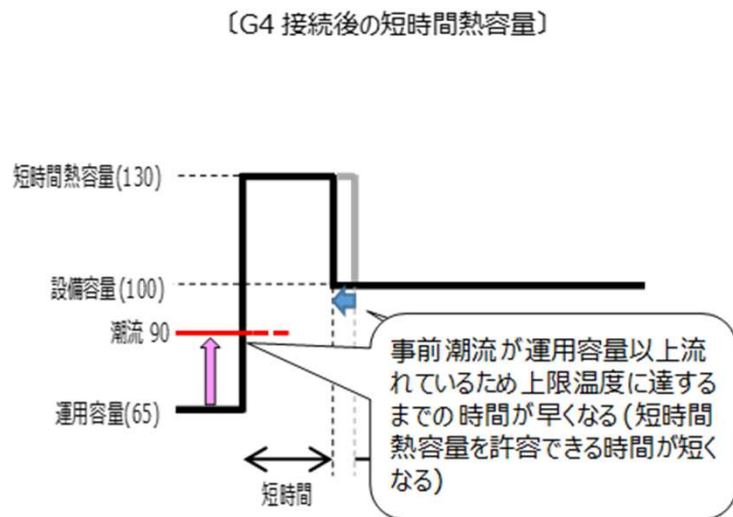 〔G4 接続後の短時間熱容量〕
短時間熱容量(130)
設備容量(100)
潮流 90
運用容量(65)
短時間
事前潮流が運用容量以上流
れているため上限温度に達する
までの時間が早くなる(短時間
熱容量を許容できる時間が短く
なる)